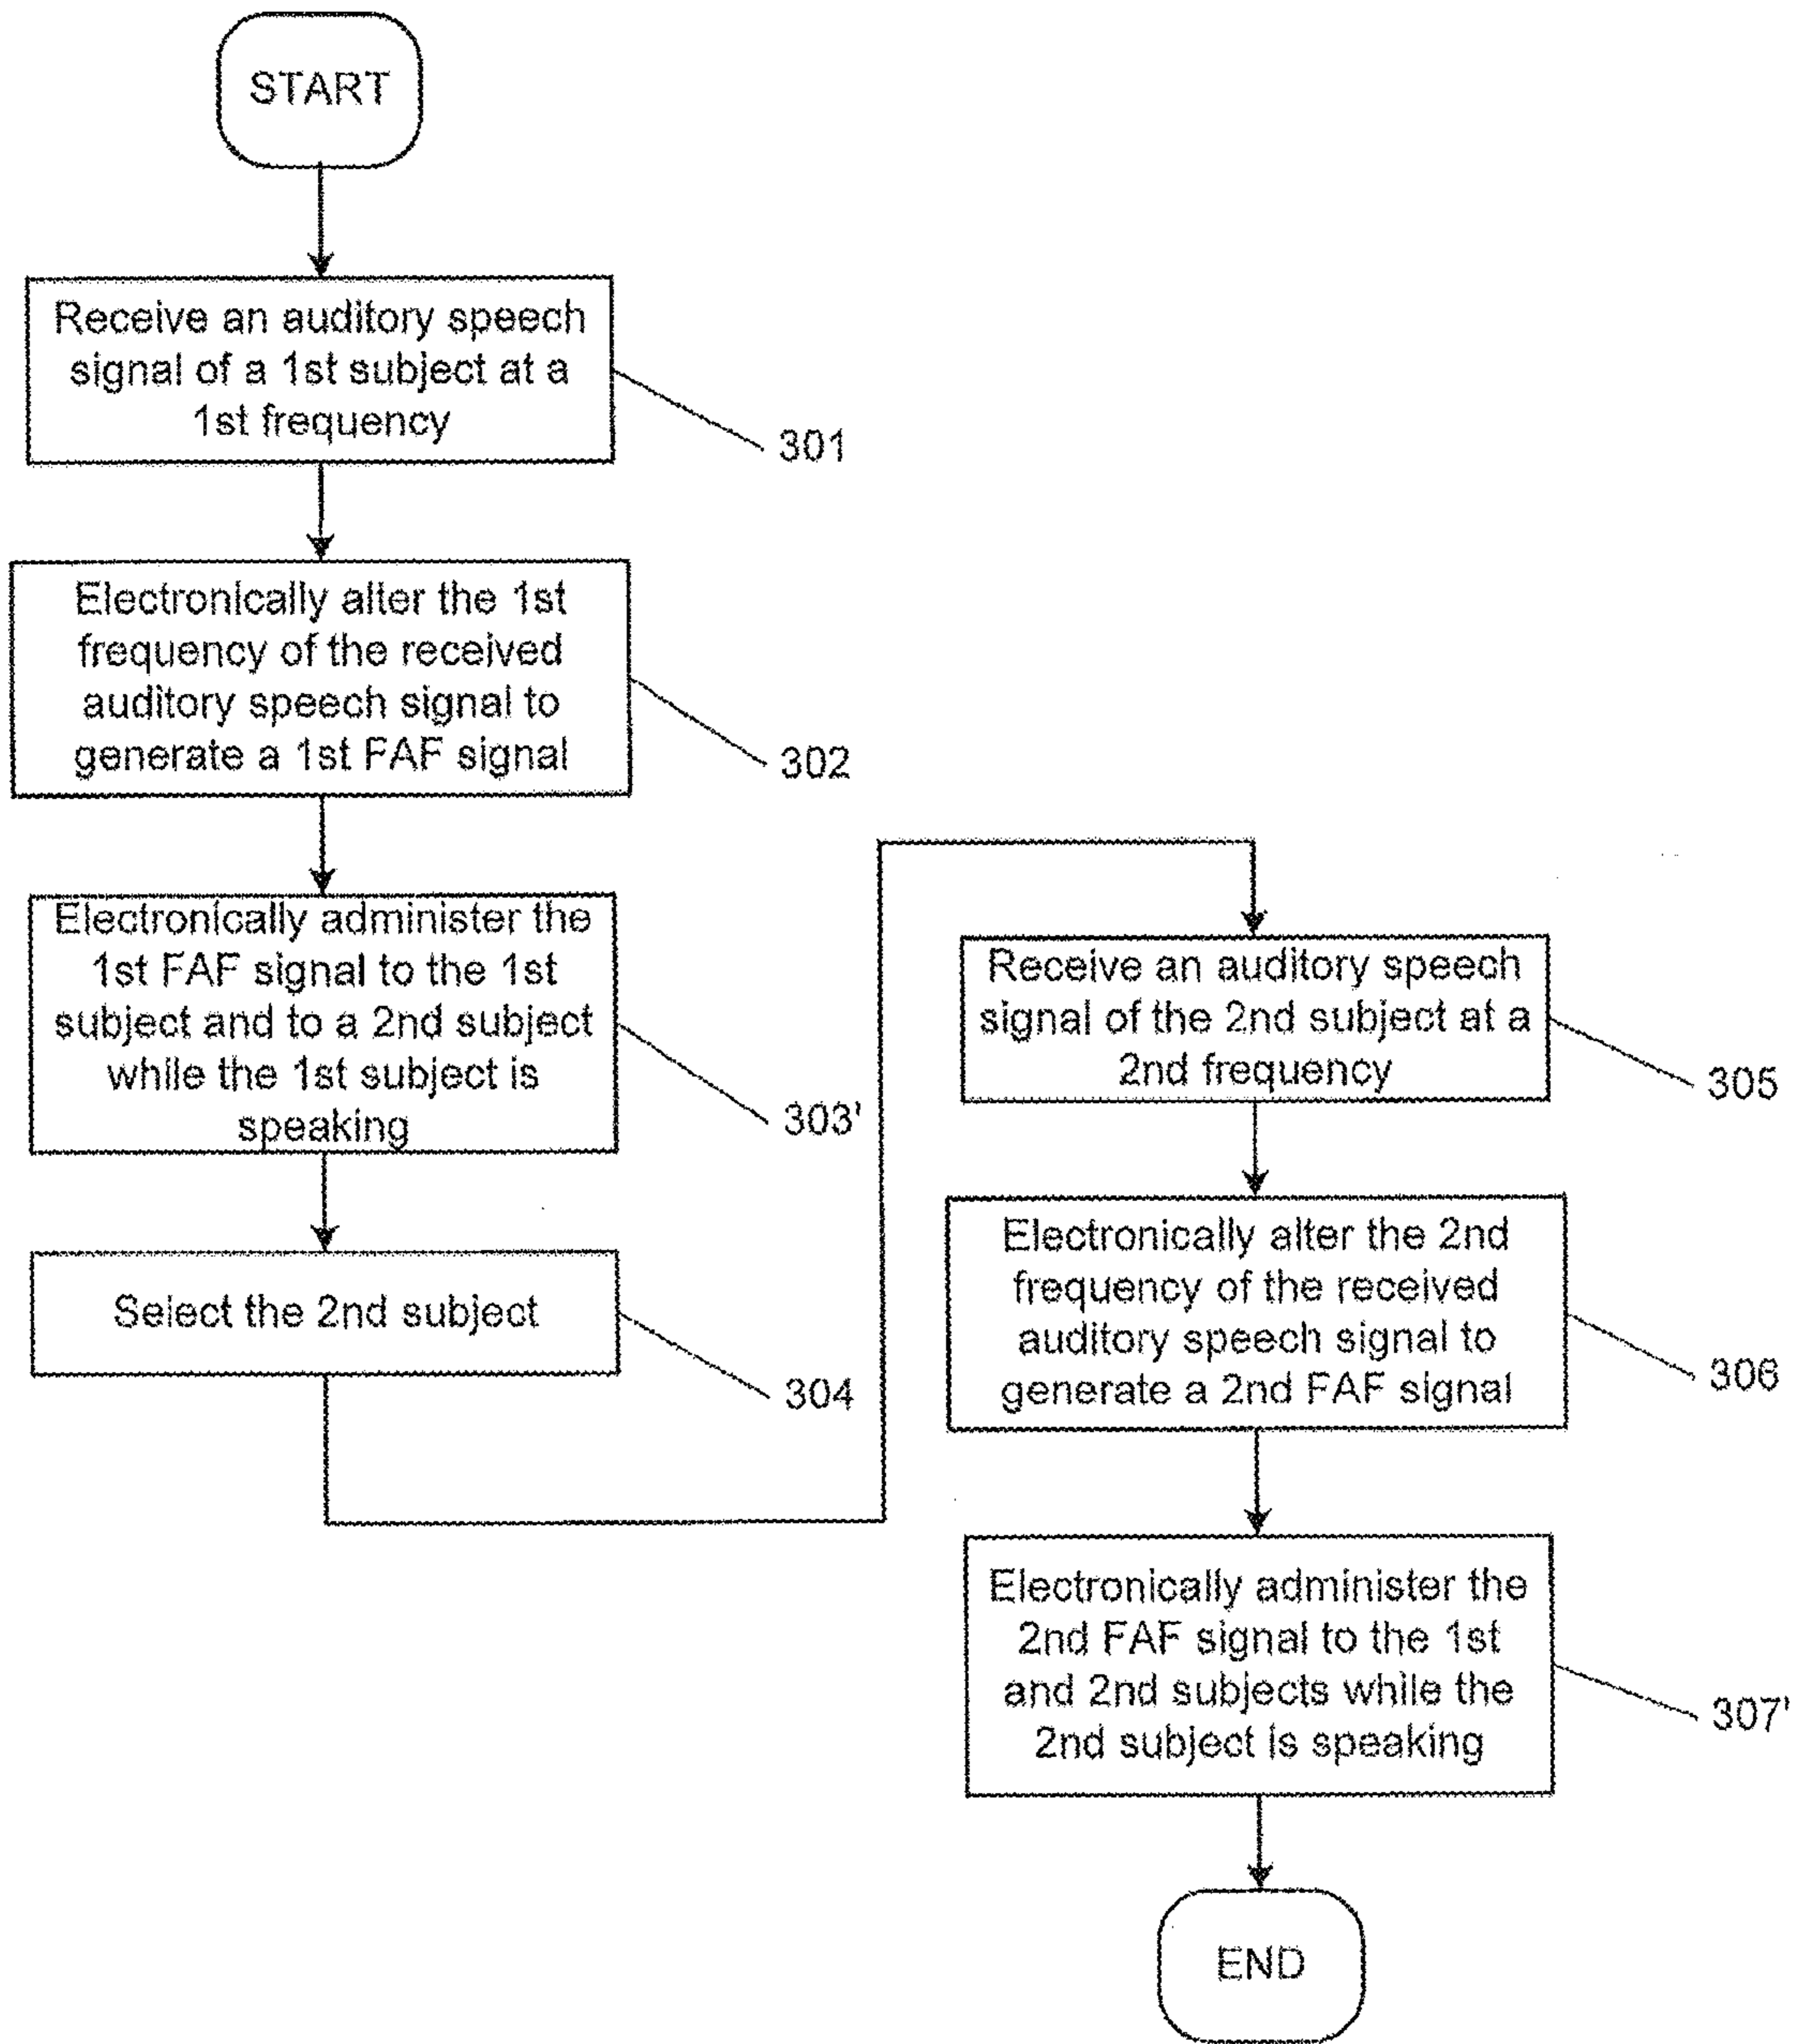 START
Receive an auditory speech
signal of a 1st subject at a
1st frequency
301
Electronically alter the 1st
frequency of the received
auditory speech signal to
generate a 1st FAF signal
302
Electronically administer the
1st FAF signal to the 1st
subject and to a 2nd subject
while the 1st subject is
speaking
303'
Select the 2nd subject
304
Receive an auditory speech
signal of the 2nd subject at a
2nd frequency
305
Electronically alter the 2nd
frequency of the received
auditory speech signal to
generate a 2nd FAF signal
306
Electronically administer the
2nd FAF signal to the 1st
and 2nd subjects while the
2nd subject is speaking
307'
END